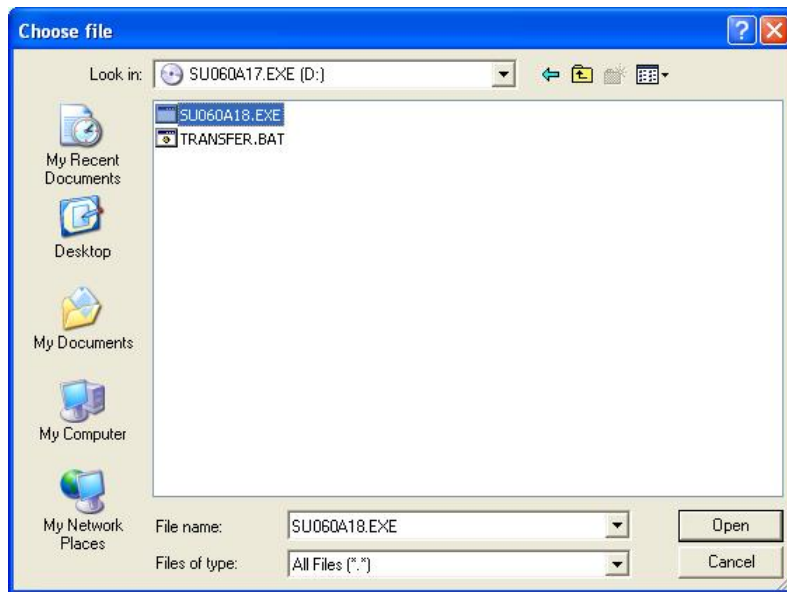 Choose file
Look in:
SU060A17.EXE (D:)
SU060A18.EXE
TRANSFER.BAT
My Recent
Documents
Desktop
My Documents
My Computer
My Network
Places
File name:
SU060A18.EXE
Open
Files of type:
All Files (*.*)
Cancel